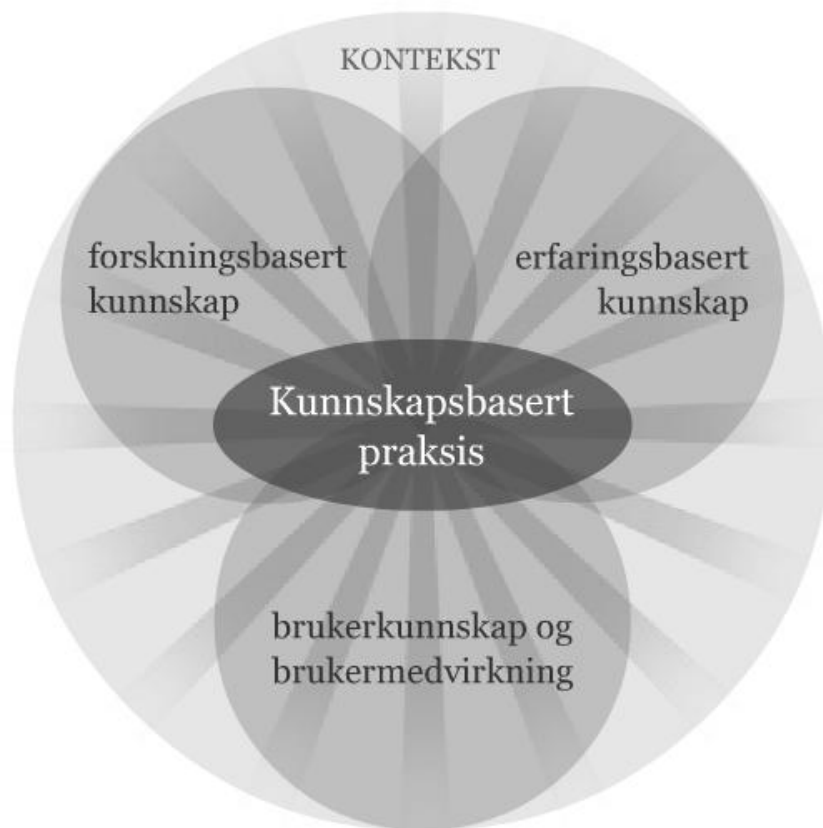 KONTEKST
forskningsbasert
kunnskap
erfaringsbasert
kunnskap
Kunnskapsbasert
praksis
brukerkunnskap og
brukermedvirkning